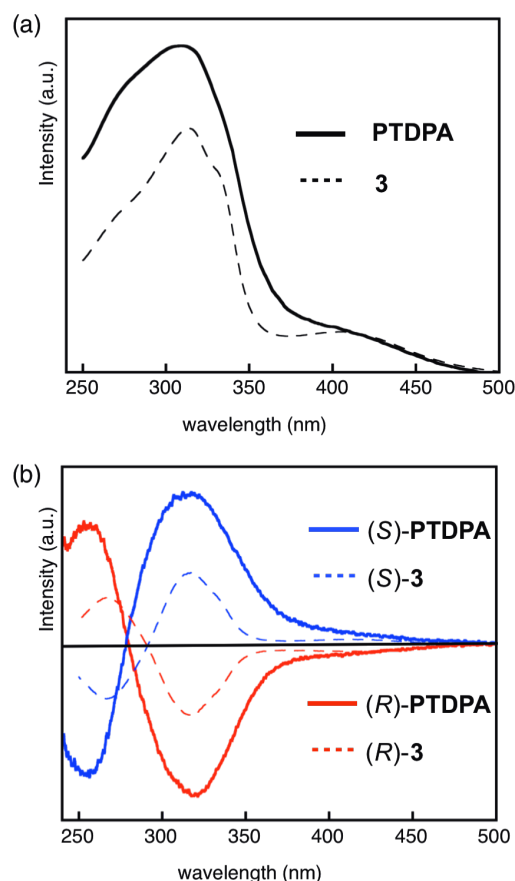 (a)
Intensity (a.u.)
PTDPA
3
250 300 350 400 450 500
wavelength (nm)
(b)
Intensity (a.u.)
(S)-PTDPA
(S)-3
(R)-PTDPA
(R)-3
250 300 350 400 450 500
wavelength (nm)